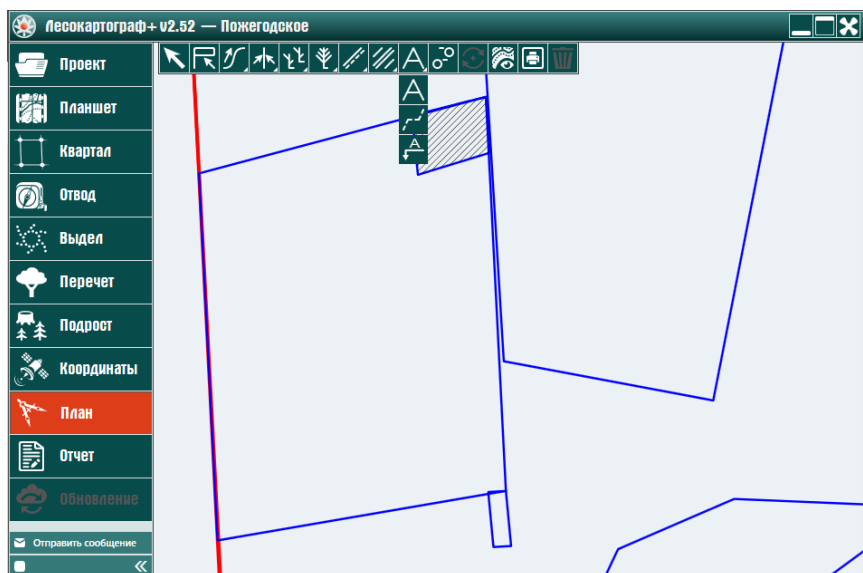 Лесокартограф+ v2.52 — Пожегодское
Проект
Планшет
Квартал
Отвод
Выдел
Перечет
Подрост
Координаты
План
Отчет
Обновление
Отправить сообщение
A
A
A